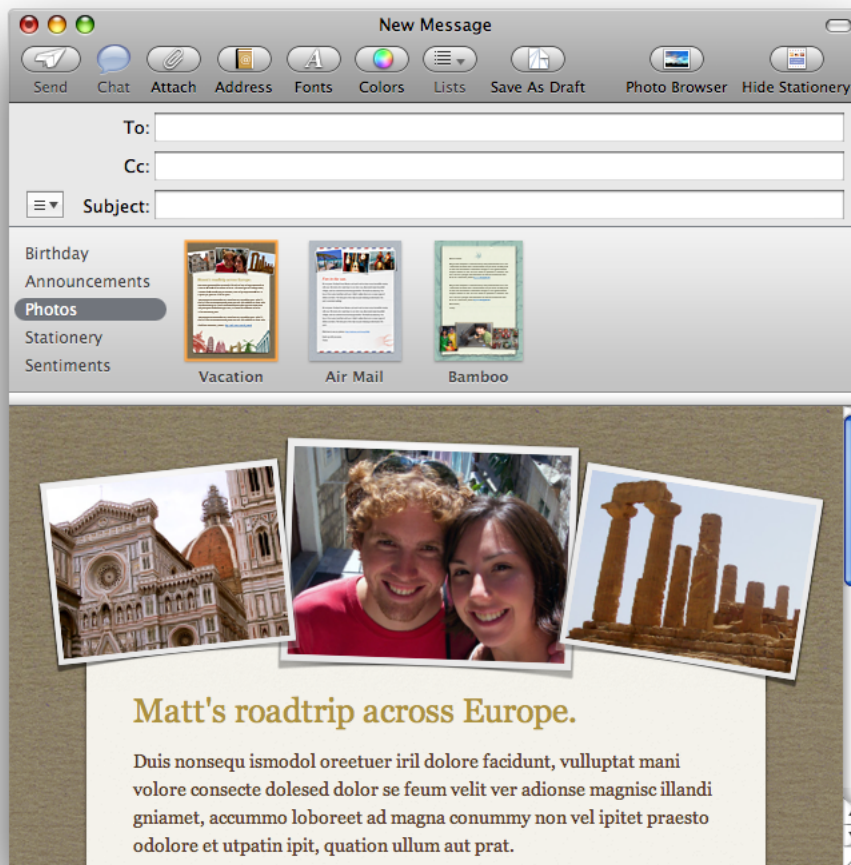 New Message
Send Chat Attach Address Fonts Colors Lists Save As Draft Photo Browser Hide Stationery
To:
Cc:
Subject:
Birthday
Announcements
Photos
Stationery
Sentiments
Vacation Air Mail Bamboo
Matt's roadtrip across Europe.
Duis nonsequ ismodol oreetuer iril dolore facidunt, vulluptat mani
volore consecte dolesed dolor se feum velit ver adionse magnisc illandi
gniamet, accummo loboreet ad magna conummy non vel ipitet praesto
odolore et utpatin ipit, quation ullum aut prat.